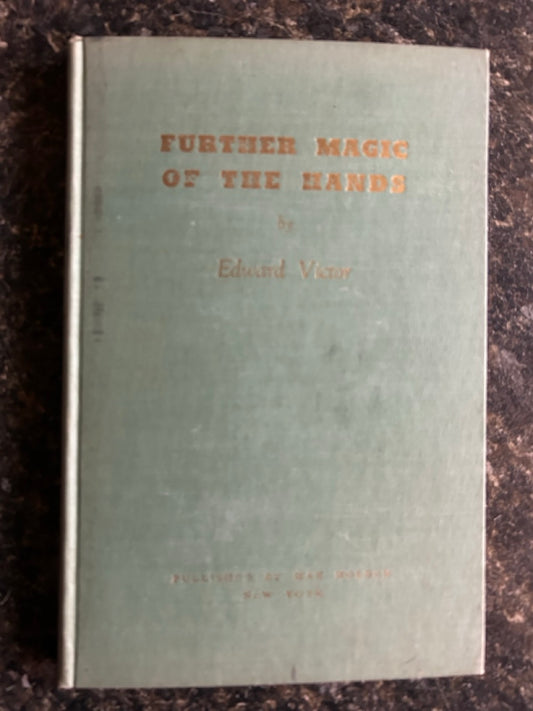 FURTHER MAGIC
OF THE HANDS
by
Edward Victor
PUBLISHED BY MAX HOLDEN
NEW YORK